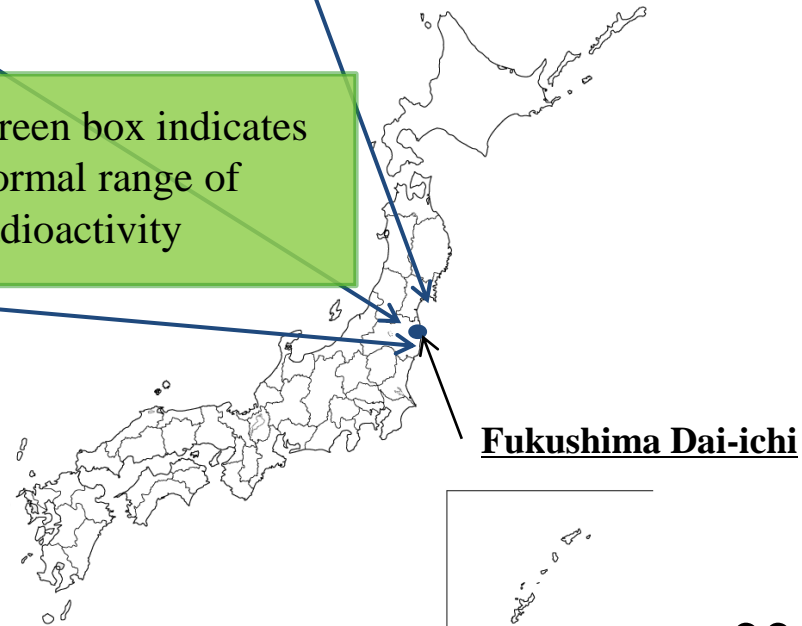 reen box indicates
ormal range of
dioactivity
Fukushima Dai-ichi